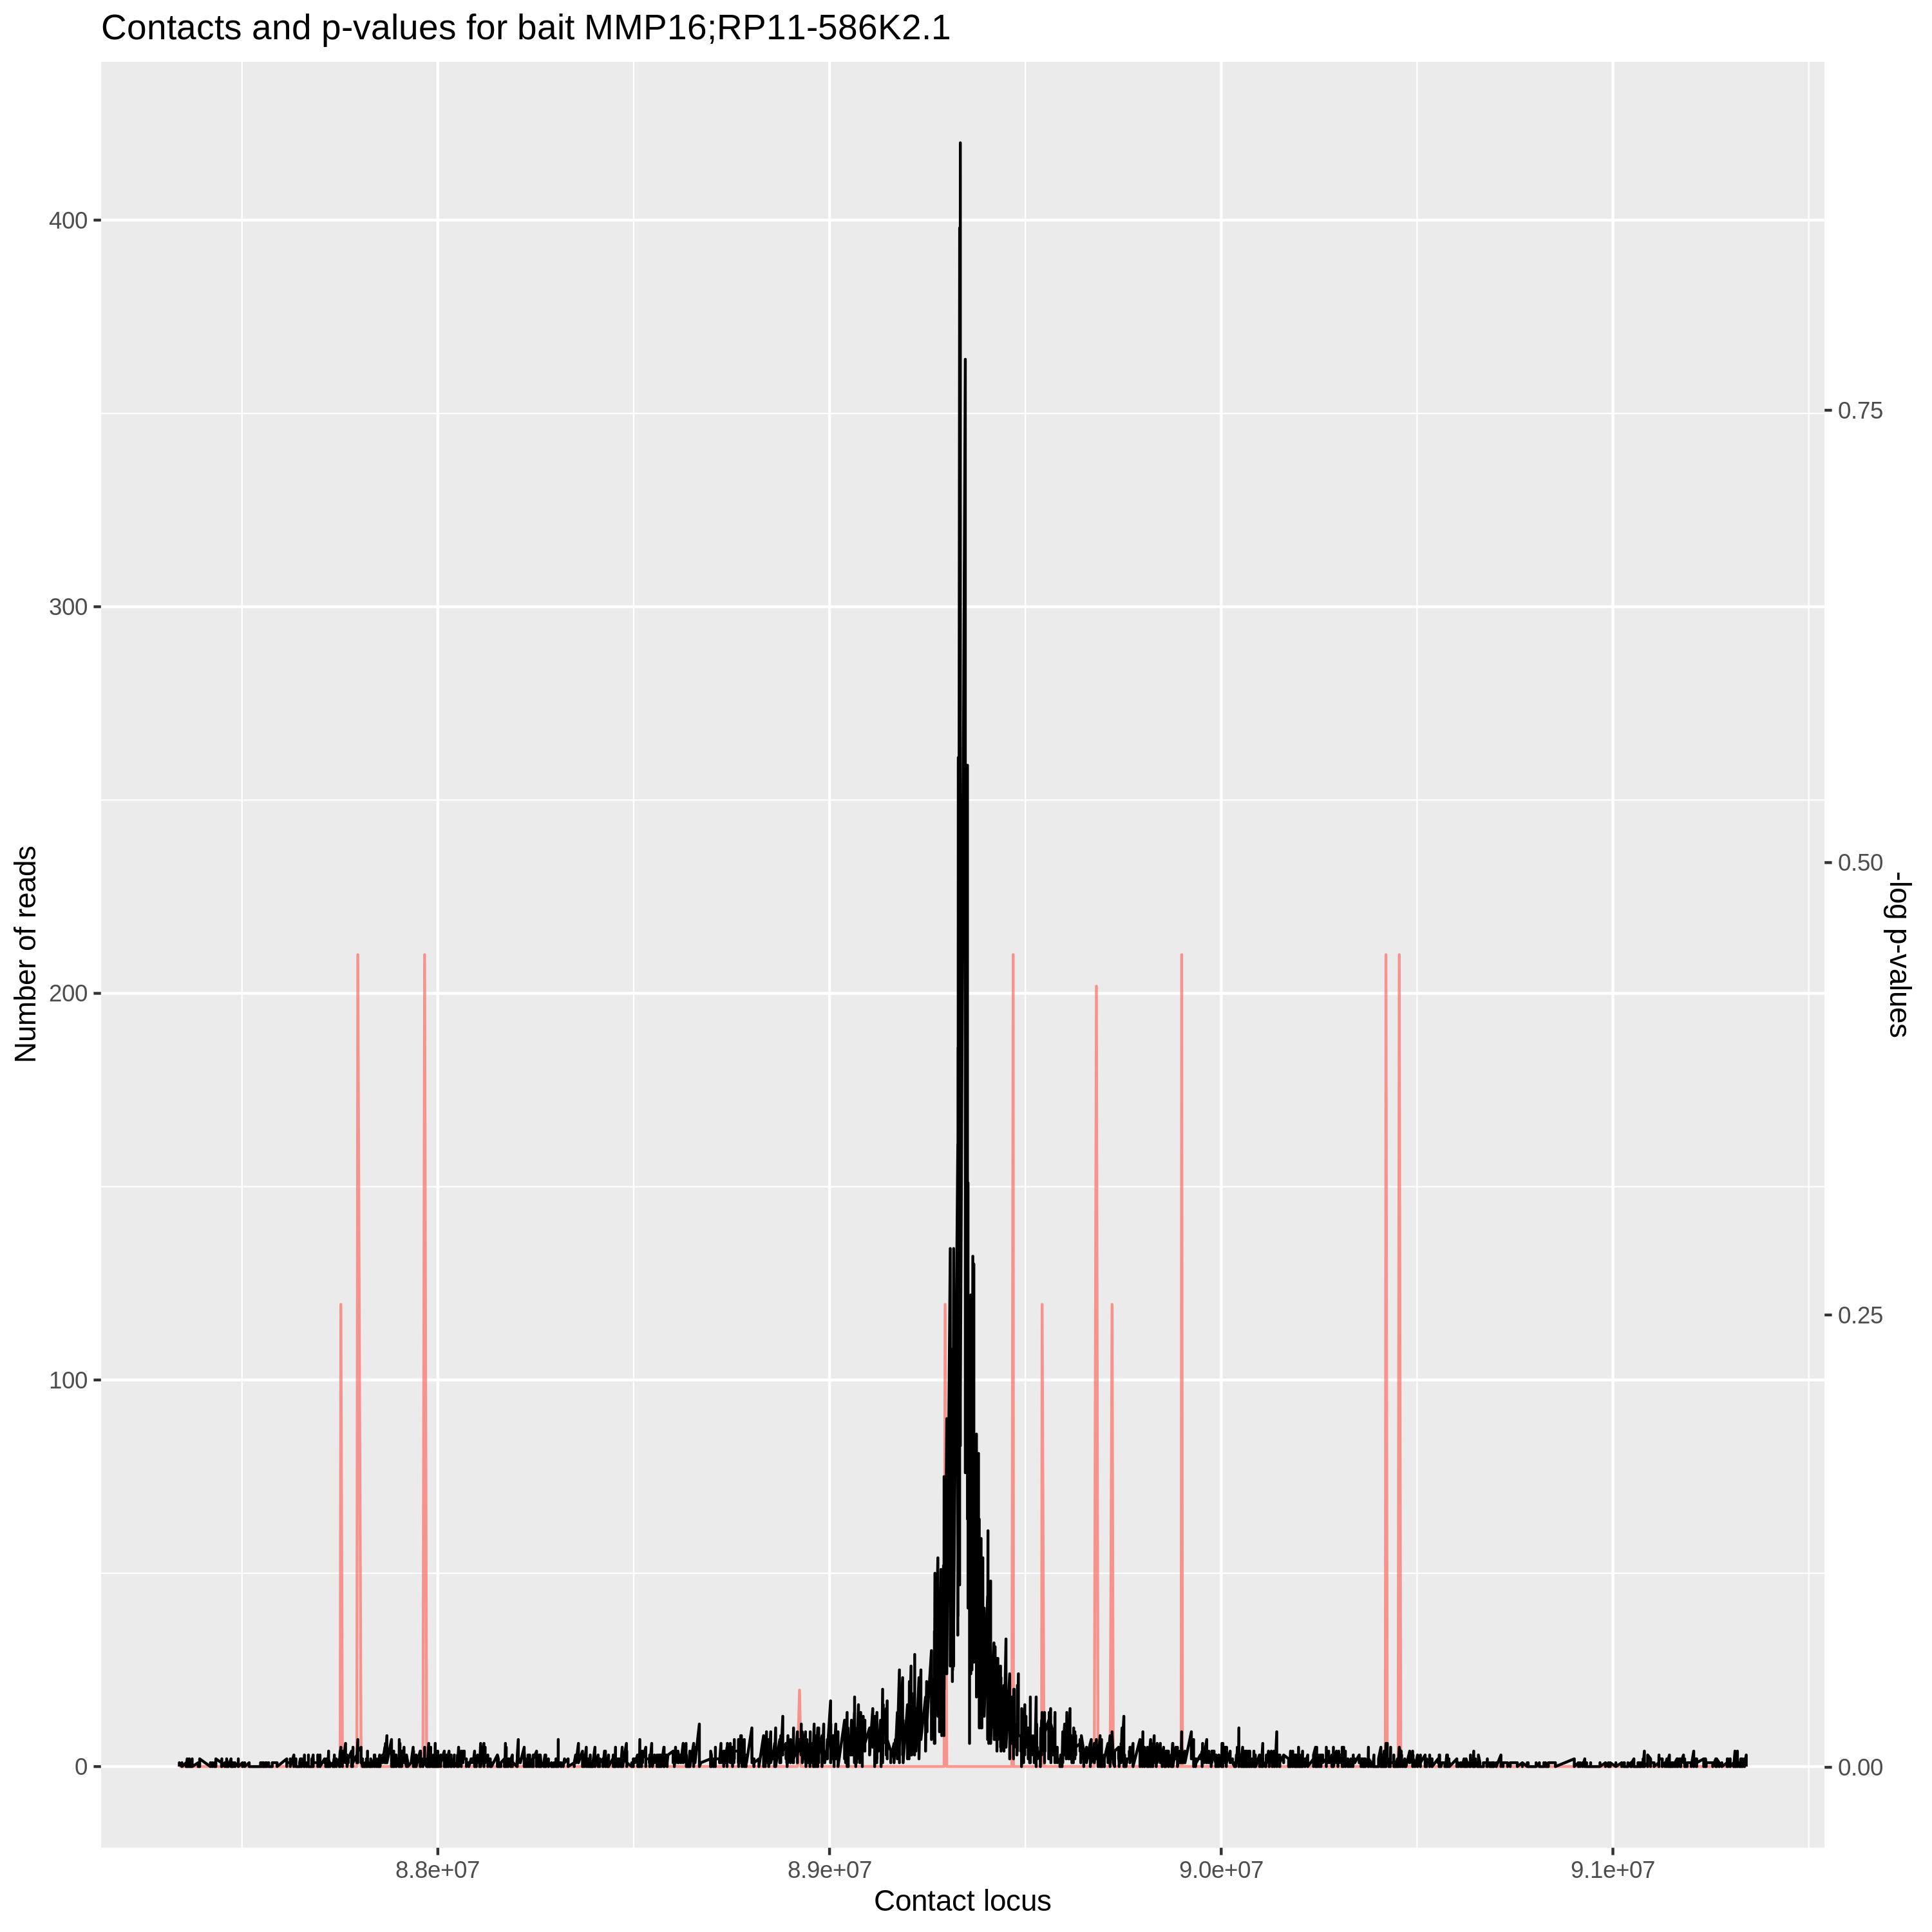 Contacts and p-values for bait MMP16;RP11-586K2.1
400
300
200
100
0
Number of reads
0.75
0.50
0.25
0.00
-log p-values
8.8e+07
8.9e+07
9.0e+07
9.1e+07
Contact locus